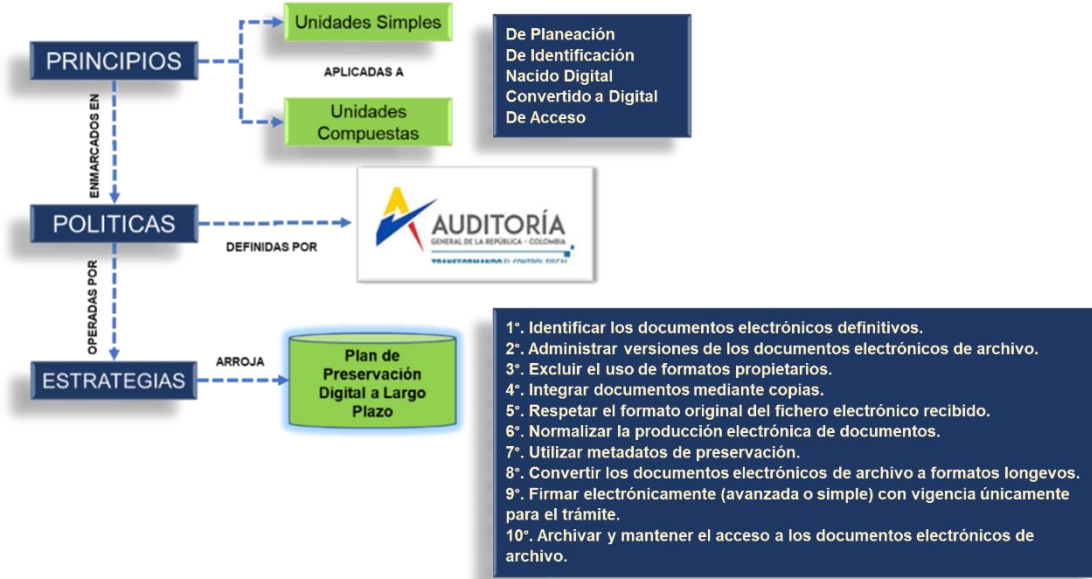 PRINCIPIOS
Unidades Simples
APLICADAS A
Unidades
Compuestas
De Planeación
De Identificación
Nacido Digital
Convertido a Digital
De Acceso
ENMARCADOS EN
POLITICAS
DEFINIDAS POR
AUDITORÍA
GENERAL DE LA REPÚBLICA - COLOMBIA
TRANSFORMANDO EL CONTROL FISCAL
OPERADAS POR
ESTRATEGIAS
ARROJA
Plan de
Preservación
Digital a Largo
Plazo
1°. Identificar los documentos electrónicos definitivos.
2°. Administrar versiones de los documentos electrónicos de archivo.
3°. Excluir el uso de formatos propietarios.
4°. Integrar documentos mediante copias.
5°. Respetar el formato original del fichero electrónico recibido.
6°. Normalizar la producción electrónica de documentos.
7°. Utilizar metadatos de preservación.
8°. Convertir los documentos electrónicos de archivo a formatos longevos.
9°. Firmar electrónicamente (avanzada o simple) con vigencia únicamente
para el trámite.
10°. Archivar y mantener el acceso a los documentos electrónicos de
archivo.